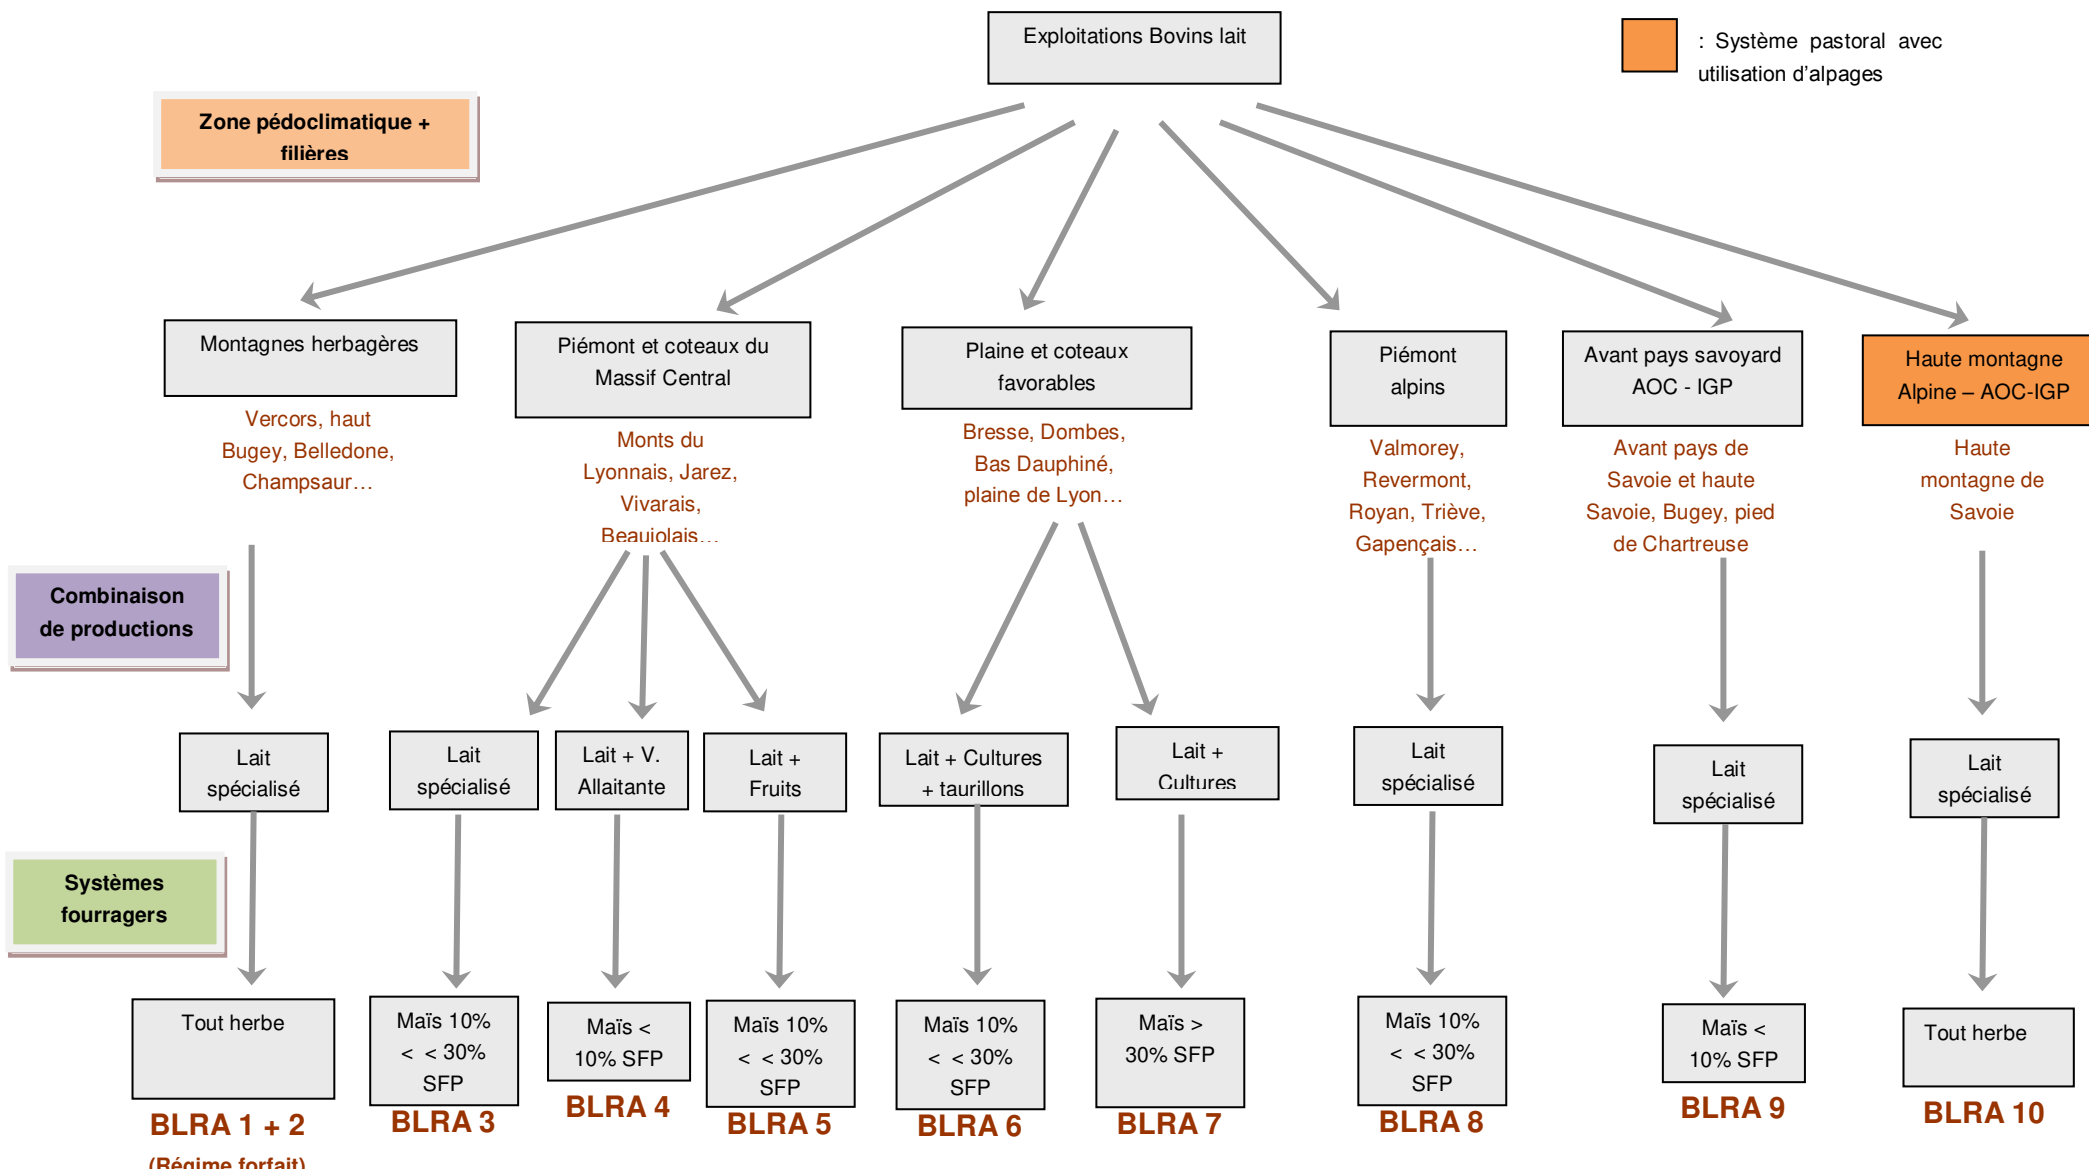 Exploitations Bovins lait
: Système pastoral avec
utilisation d'alpages
Zone pédoclimatique +
filières
Montagnes herbagères
Vercors, haut
Bugey, Belledone,
Champsaur…
Piémont et coteaux du
Massif Central
Monts du
Lyonnais, Jarez,
Vivarais,
Beaujolais…
Plaine et coteaux
favorables
Bresse, Dombes,
Bas Dauphiné,
plaine de Lyon…
Piémont
alpins
Valmorey,
Revermont,
Royan, Triève,
Gapençais…
Avant pays savoyard
AOC - IGP
Avant pays de
Savoie et haute
Savoie, Bugey, pied
de Chartreuse
Haute montagne
Alpine – AOC-IGP
Haute
montagne de
Savoie
Combinaison
de productions
Lait
spécialisé
Lait
spécialisé
Lait + V.
Allaitante
Lait +
Fruits
Lait + Cultures
+ taurillons
Lait +
Cultures
Lait
spécialisé
Lait
spécialisé
Lait
spécialisé
Systèmes
fourragers
Tout herbe
BLRA 1 + 2
(Régime forfait)
Maïs 10%
< < 30%
SFP
BLRA 3
Maïs <
10% SFP
BLRA 4
Maïs 10%
< < 30%
SFP
BLRA 5
Maïs 10%
< < 30%
SFP
BLRA 6
Maïs >
30% SFP
BLRA 7
Maïs 10%
< < 30%
SFP
BLRA 8
Maïs <
10% SFP
BLRA 9
Tout herbe
BLRA 10